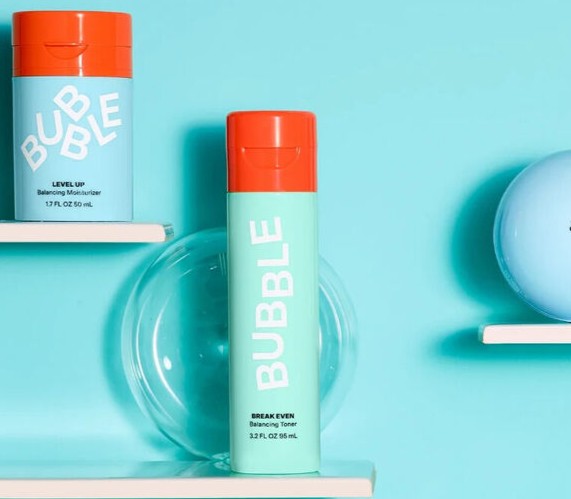 BUBBLE
LEVEL UP
Balancing Moisturizer
1.7 FL OZ 50 mL
BUBBLE
BREAK EVEN
Balancing Toner
3.2 FL OZ 95 mL